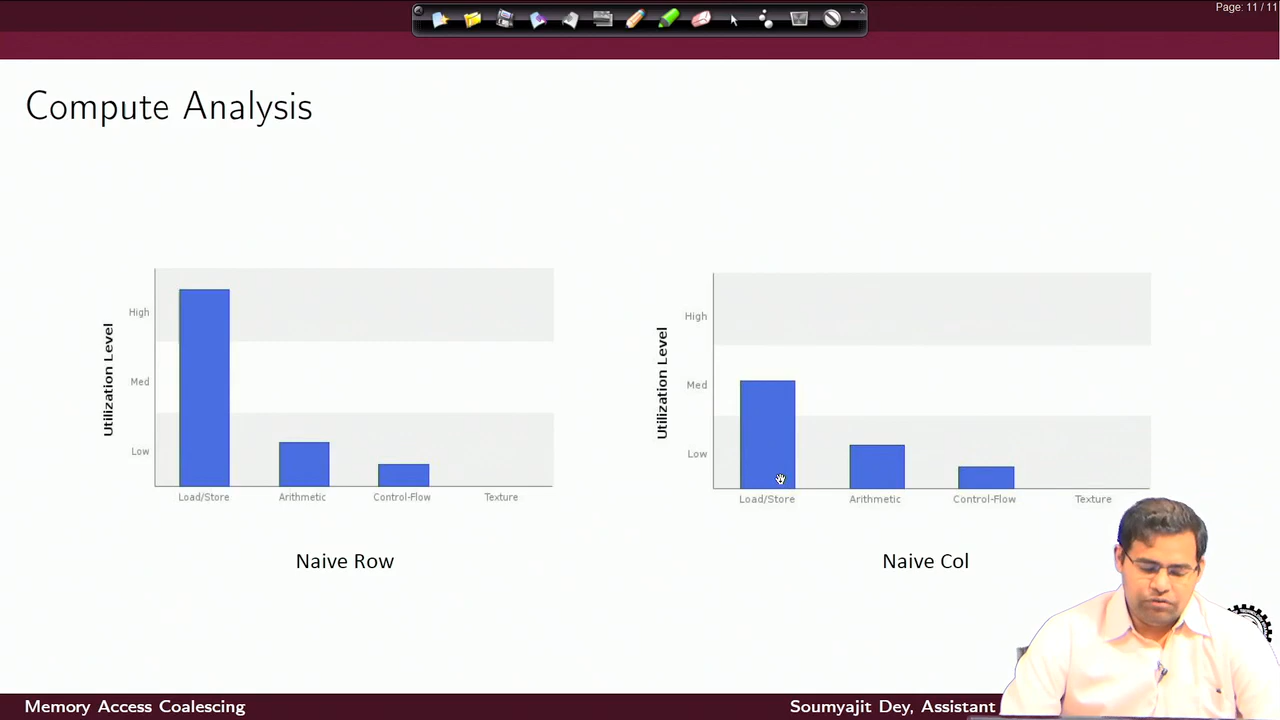 Page: 11 / 11
Compute Analysis
Utilization Level
High
Med
Low
Load/Store Arithmetic Control-Flow Texture
Naive Row
Utilization Level
High
Med
Low
Load/Store Arithmetic Control-Flow Texture
Naive Col
Memory Access Coalescing
Soumyajit Dey, Assistant